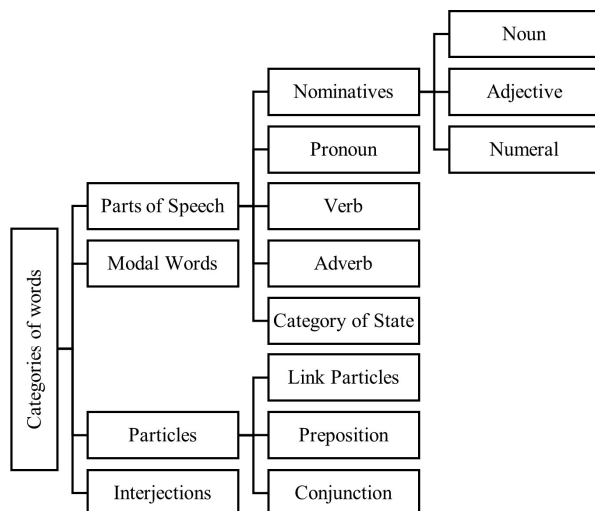 Categories of words
Parts of Speech
Nominatives
Noun
Adjective
Numeral
Pronoun
Verb
Adverb
Category of State
Modal Words
Particles
Link Particles
Preposition
Conjunction
Interjections